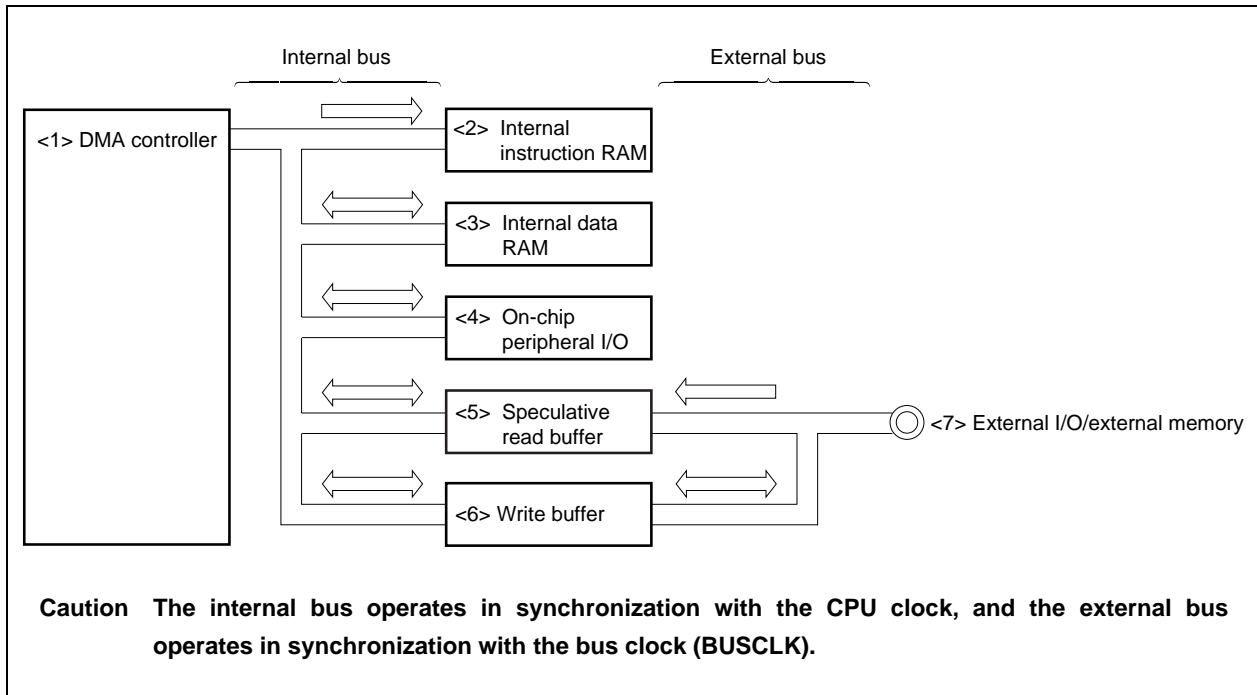 Internal bus
External bus
<1> DMA controller
<2> Internal
instruction RAM
<3> Internal data
RAM
<4> On-chip
peripheral I/O
<5> Speculative
read buffer
<7> External I/O/external memory
<6> Write buffer
Caution The internal bus operates in synchronization with the CPU clock, and the external bus
operates in synchronization with the bus clock (BUSCLK).